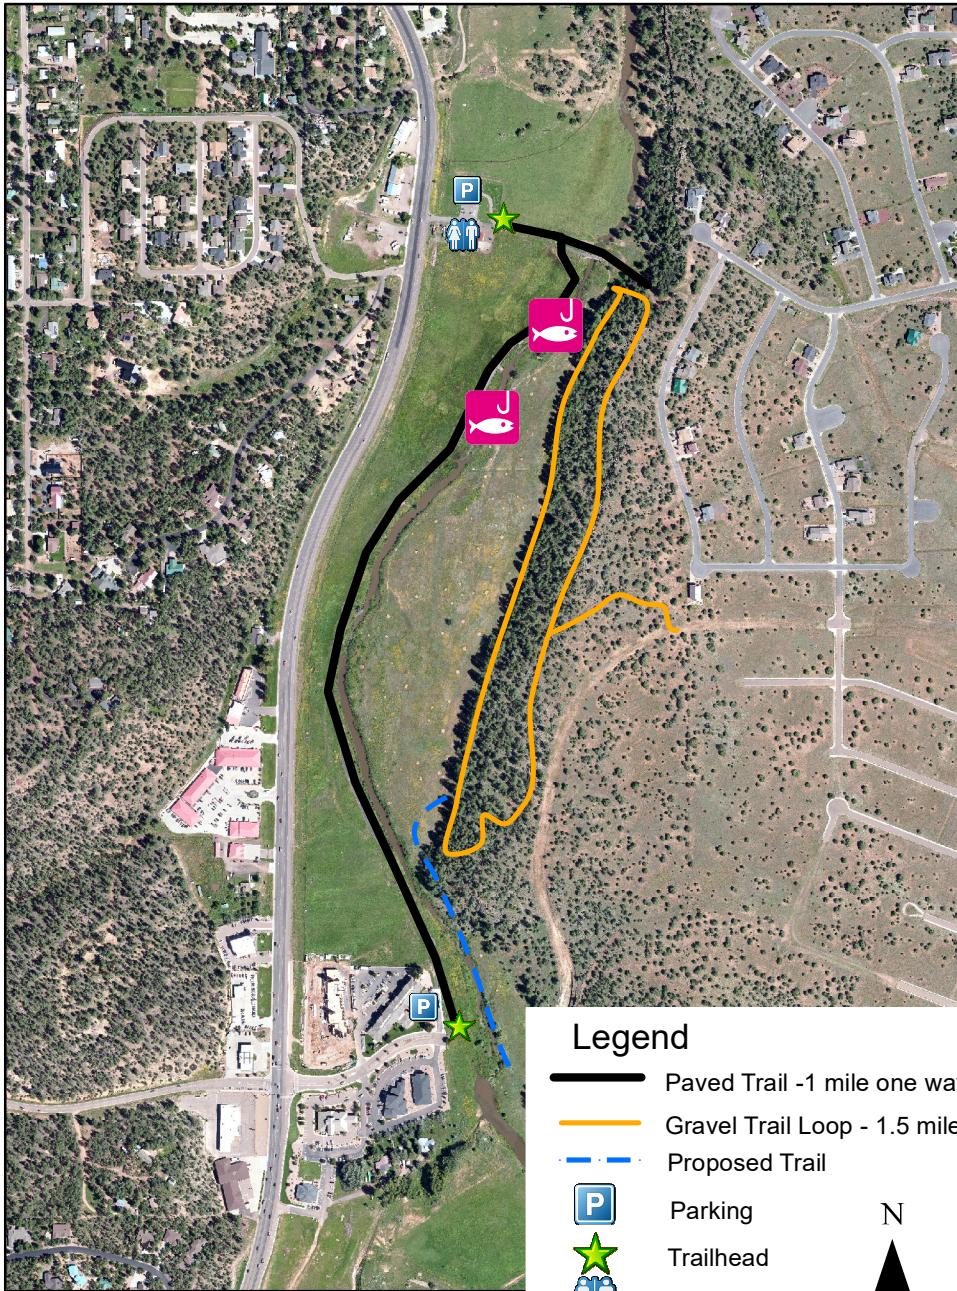 P
P
Legend
Paved Trail -1 mile one wa
Gravel Trail Loop - 1.5 mile
Proposed Trail
P Parking
N
Trailhead